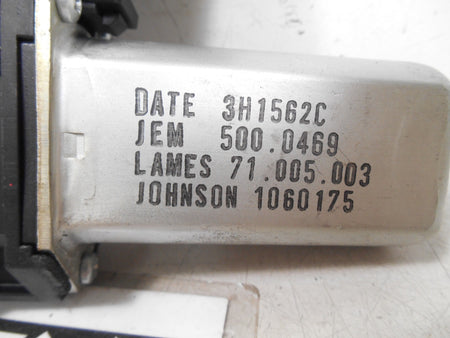 DATE 3H1562C
JEM 500.0469
LAMES 71.005.003
JOHNSON 1060175